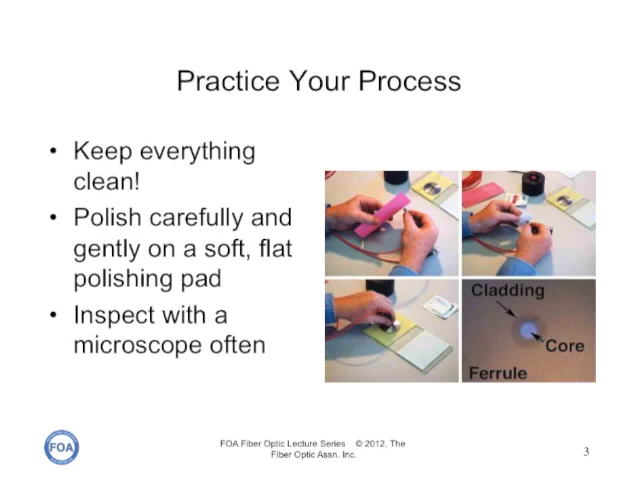 Practice Your Process
• Keep everything
clean!
• Polish carefully and
gently on a soft, flat
polishing pad
• Inspect with a
microscope often
Cladding
Core
Ferrule
FOA
FOA Fiber Optic Lecture Series © 2012, The
Fiber Optic Assn. Inc.
3